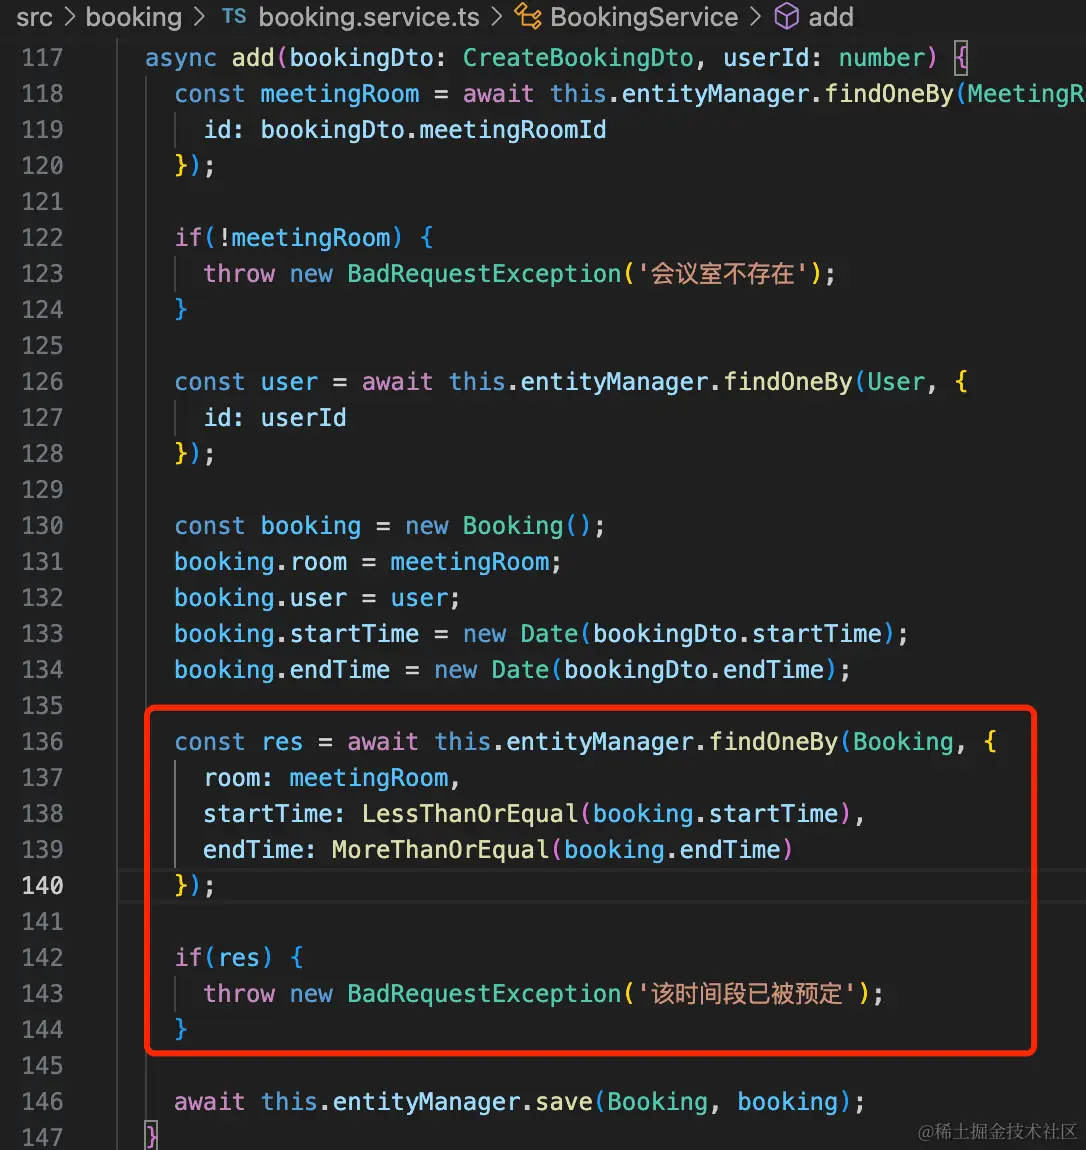 src > booking > TS booking.service.ts > BookingService > add
117 async add(bookingDto: CreateBookingDto, userId: number) {
118 const meetingRoom = await this.entityManager.findOneBy(MeetingR
119 id: bookingDto.meetingRoomId
120 });
121
122 if(!meetingRoom) {
123 throw new BadRequestException('会议室不存在');
124 }
125
126 const user = await this.entityManager.findOneBy(User, {
127 id: userId
128 });
129
130 const booking = new Booking();
131 booking.room = meetingRoom;
132 booking.user = user;
133 booking.startTime = new Date(bookingDto.startTime);
134 booking.endTime = new Date(bookingDto.endTime);
135
136 const res = await this.entityManager.findOneBy(Booking, {
137 room: meetingRoom,
138 startTime: LessThanOrEqual(booking.startTime),
139 endTime: MoreThanOrEqual(booking.endTime)
140 });
141
142 if(res) {
143 throw new BadRequestException('该时间段已被预定');
144 }
145
146 await this.entityManager.save(Booking, booking);
147 }
@稀土掘金技术社区